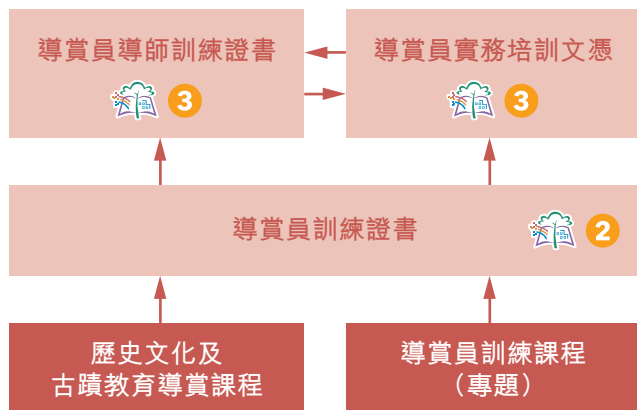 導賞員導師訓練證書
3
導賞員實務培訓文憑
3
導賞員訓練證書
2
歷史文化及
古蹟教育導賞課程
導賞員訓練課程
（專題）